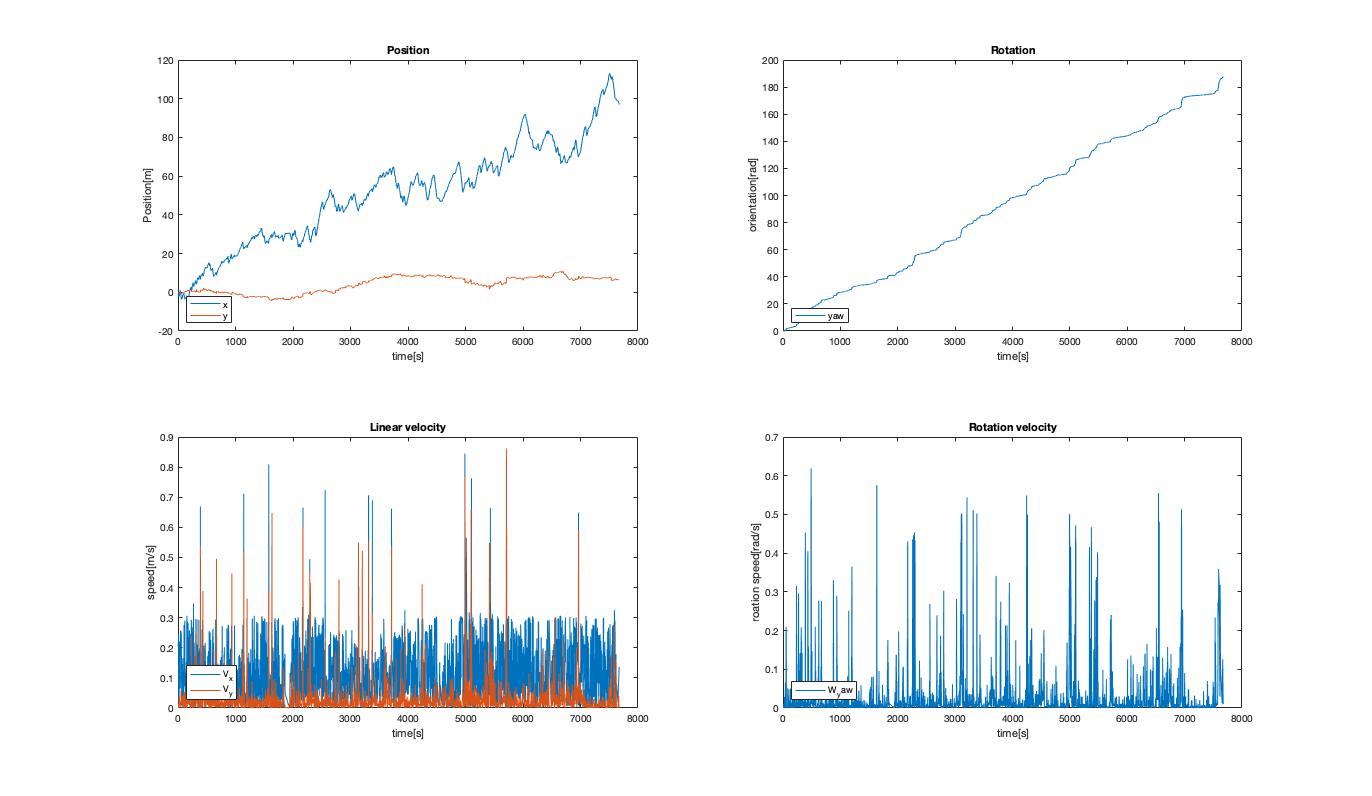 Position
120
100
80
60
40
20
0
-20
Position[m]
x
y
0 1000 2000 3000 4000 5000 6000 7000 8000
time[s]
Rotation
200
180
160
140
120
100
80
60
40
20
0
orientation[rad]
yaw
0 1000 2000 3000 4000 5000 6000 7000 8000
time[s]
Linear velocity
0.9
0.8
0.7
0.6
0.5
0.4
0.3
0.2
0.1
0
speed[m/s]
V_x
V_y
0 1000 2000 3000 4000 5000 6000 7000 8000
time[s]
Rotation velocity
0.7
0.6
0.5
0.4
0.3
0.2
0.1
0
roation speed[rad/s]
W_yaw
0 1000 2000 3000 4000 5000 6000 7000 8000
time[s]